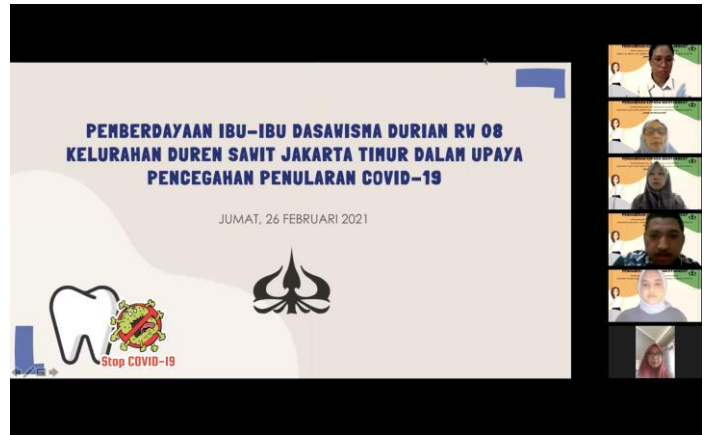 PEMBERDAYAAN IBU-IBU DASAWISMA DURIAN RW 08
KELURAHAN DUREN SAWIT JAKARTA TIMUR DALAM UPAYA
PENCEGAHAN PENULARAN COVID-19
JUMAT, 26 FEBRUARI 2021
Stop COVID-19